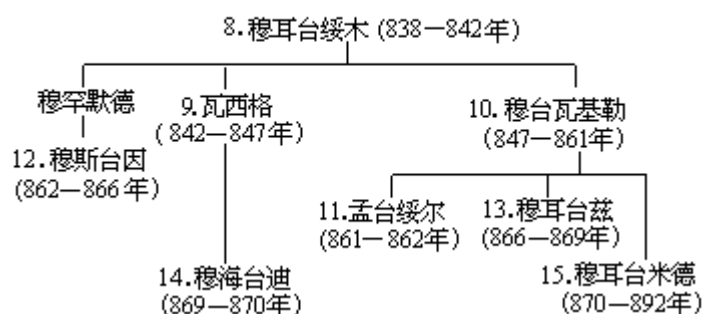 8.穆耳台绥木(838—842年)
穆罕默德
9.瓦西格
(842—847年)
10.穆台瓦基勒
(847—861年)
12.穆斯台因
(862—866年)
11.孟台绥尔
(861—862年)
13.穆耳台兹
(866—869年)
14.穆海台迪
(869—870年)
15.穆耳台米德
(870—892年)